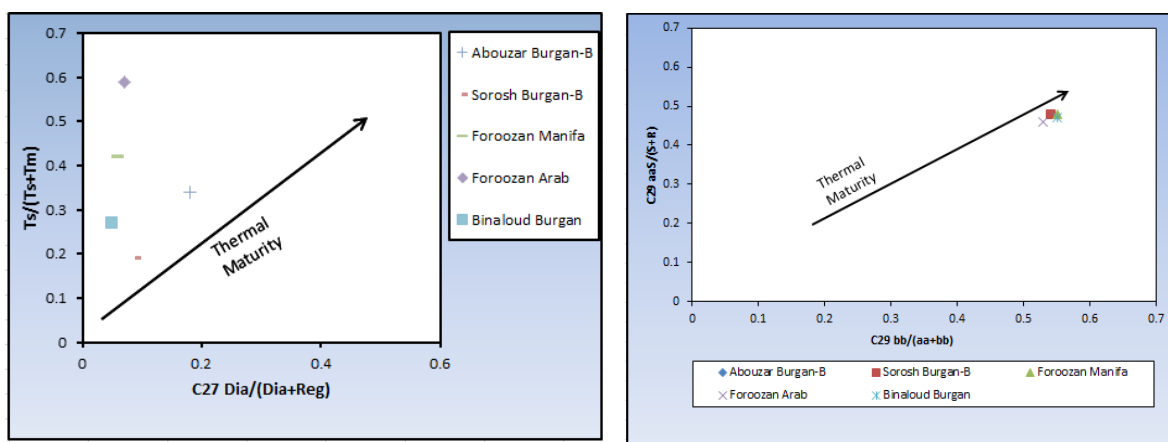 0.7
0.6
0.5
0.4
0.3
0.2
0.1
0
Ts/(Ts+Tm)
0
0.2
0.4
0.6
C27 Dia/(Dia+Reg)
Thermal
Maturity
Abouzar Burgan-B
Sorosh Burgan-B
Foroozan Manifa
Foroozan Arab
Binaloud Burgan
0.7
0.6
0.5
0.4
0.3
0.2
0.1
0
C29 aaS/(S+R)
0
0.1
0.2
0.3
0.4
0.5
0.6
0.7
C29 bb/(aa+bb)
Thermal
Maturity
Abouzar Burgan-B
Sorosh Burgan-B
Foroozan Manifa
Foroozan Arab
Binaloud Burgan